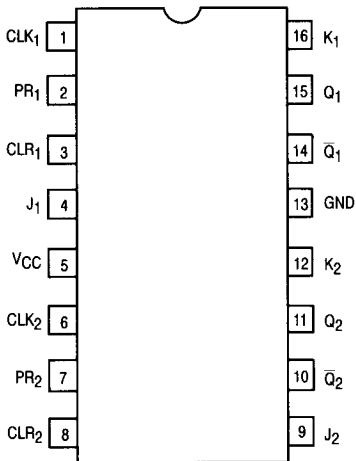 CLK₁ 1 16 K₁
PR₁ 2 15 Q₁
CLR₁ 3 14 Q̅₁
J₁ 4 13 GND
VCC 5 12 K₂
CLK₂ 6 11 Q₂
PR₂ 7 10 Q̅₂
CLR₂ 8 9 J₂